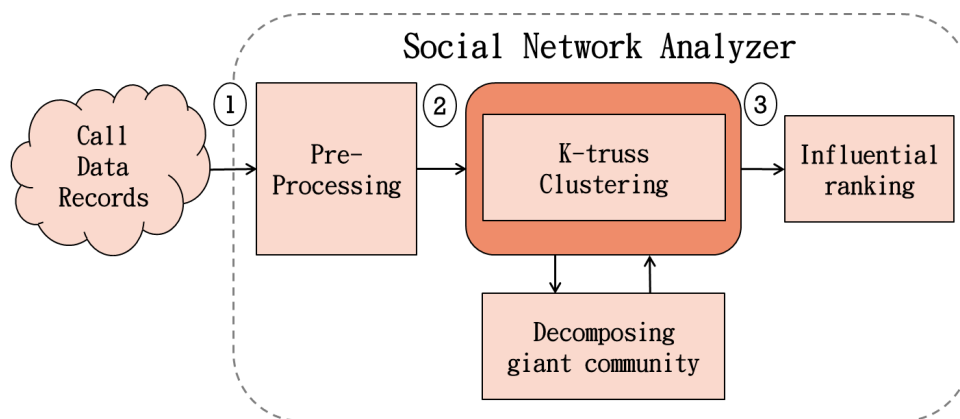 Social Network Analyzer
1
2
3
Call
Data
Records
Pre-
Processing
K-truss
Clustering
Influential
ranking
Decomposing
giant community